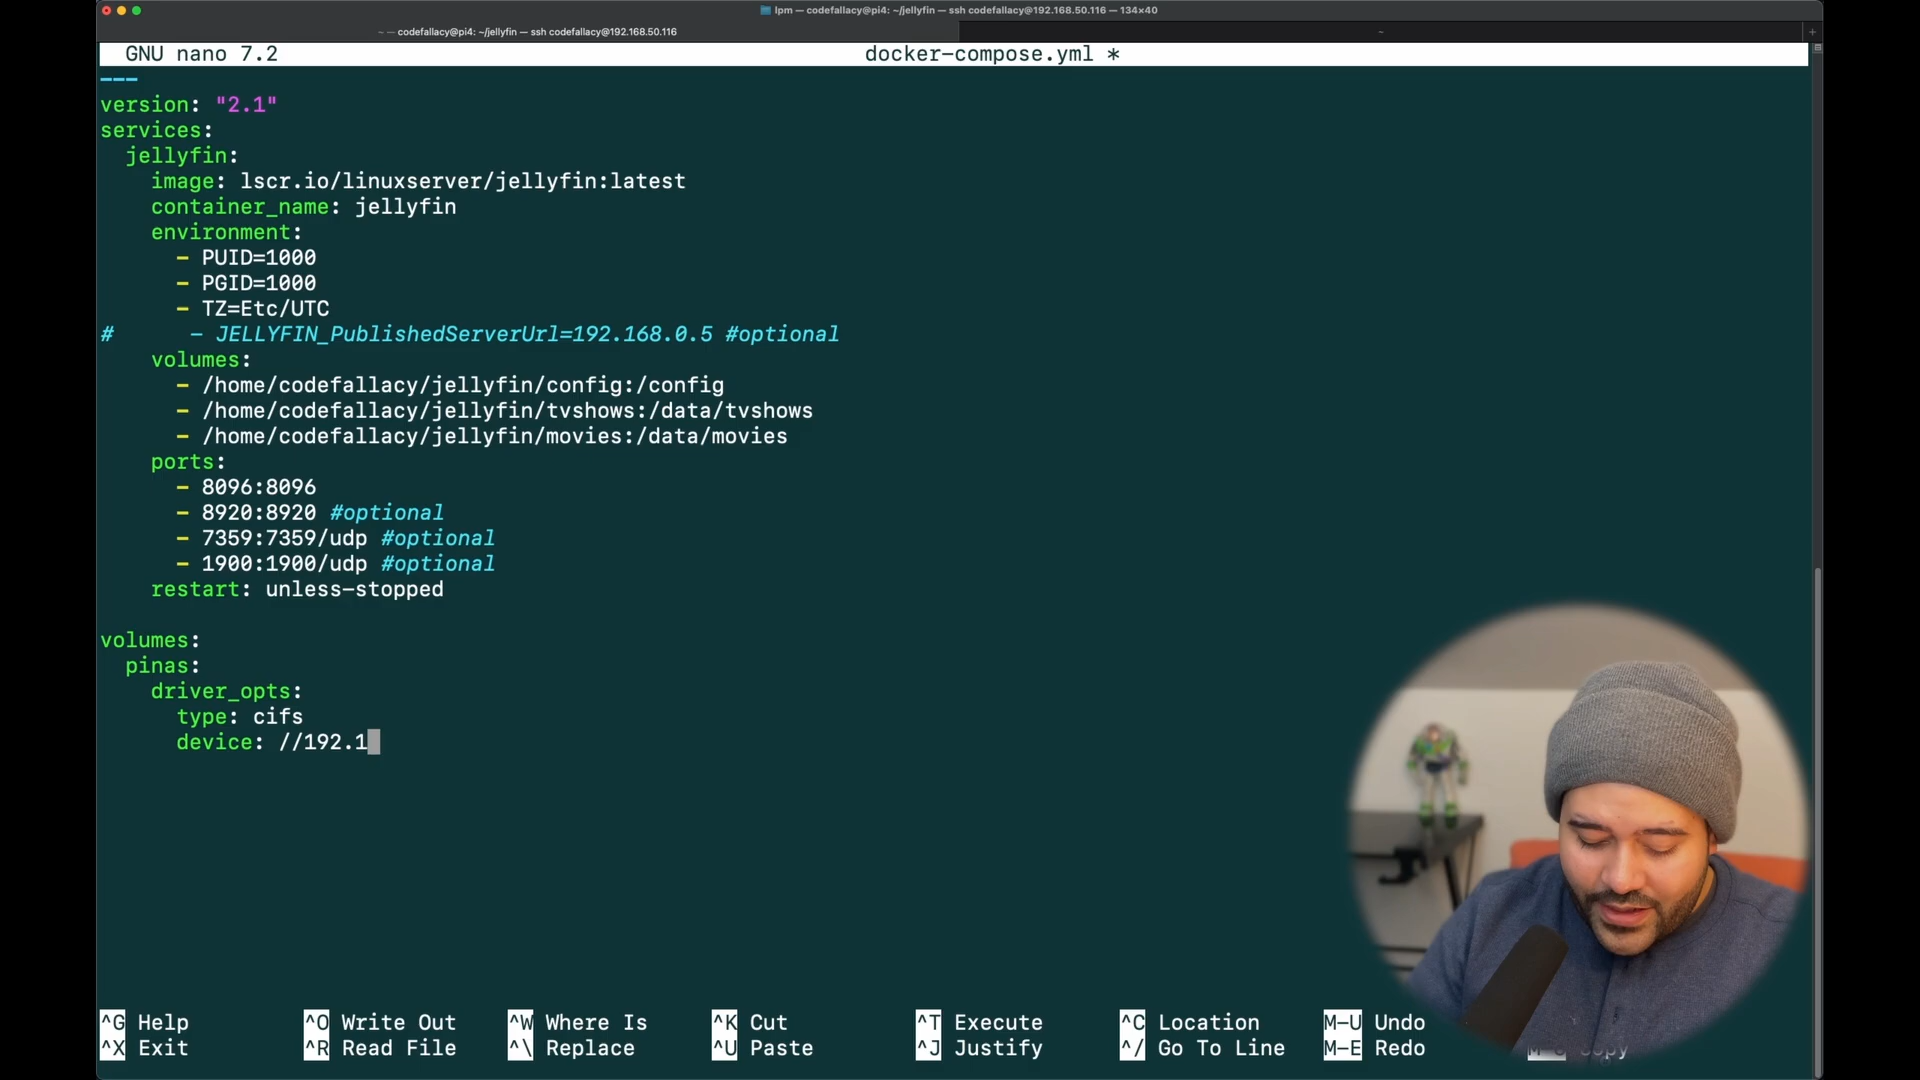 lpm — codefallacy@pi4: ~/jellyfin — ssh codefallacy@192.168.50.116 — 134×40
~ — codefallacy@pi4: ~/jellyfin — ssh codefallacy@192.168.50.116
~
+
GNU nano 7.2 docker-compose.yml *
---
version: "2.1"
services:
  jellyfin:
    image: lscr.io/linuxserver/jellyfin:latest
    container_name: jellyfin
    environment:
      - PUID=1000
      - PGID=1000
      - TZ=Etc/UTC
#      - JELLYFIN_PublishedServerUrl=192.168.0.5 #optional
    volumes:
      - /home/codefallacy/jellyfin/config:/config
      - /home/codefallacy/jellyfin/tvshows:/data/tvshows
      - /home/codefallacy/jellyfin/movies:/data/movies
    ports:
      - 8096:8096
      - 8920:8920 #optional
      - 7359:7359/udp #optional
      - 1900:1900/udp #optional
    restart: unless-stopped
volumes:
  pinas:
    driver_opts:
      type: cifs
      device: //192.1
^G Help ^O Write Out ^W Where Is ^K Cut ^T Execute ^C Location M-U Undo
^X Exit ^R Read File ^\ Replace ^U Paste ^J Justify ^/ Go To Line M-E Redo